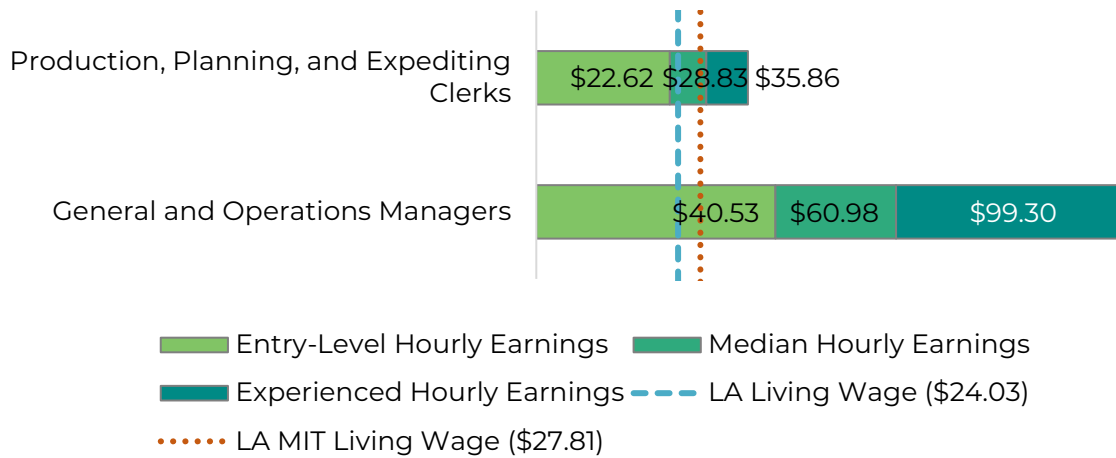 Production, Planning, and Expediting
Clerks
$22.62 $28.83 $35.86
General and Operations Managers
$40.53 $60.98 $99.30
Entry-Level Hourly Earnings
Median Hourly Earnings
Experienced Hourly Earnings
LA Living Wage ($24.03)
LA MIT Living Wage ($27.81)